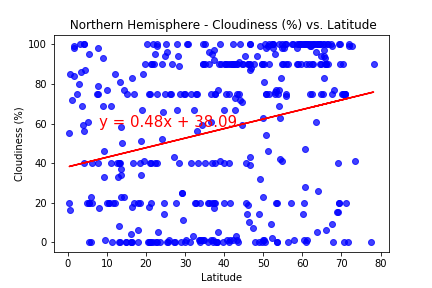 Northern Hemisphere - Cloudiness (%) vs. Latitude
100
80
60
40
20
0
Cloudiness (%)
y = 0.48x + 38.09
0 10 20 30 40 50 60 70 80
Latitude